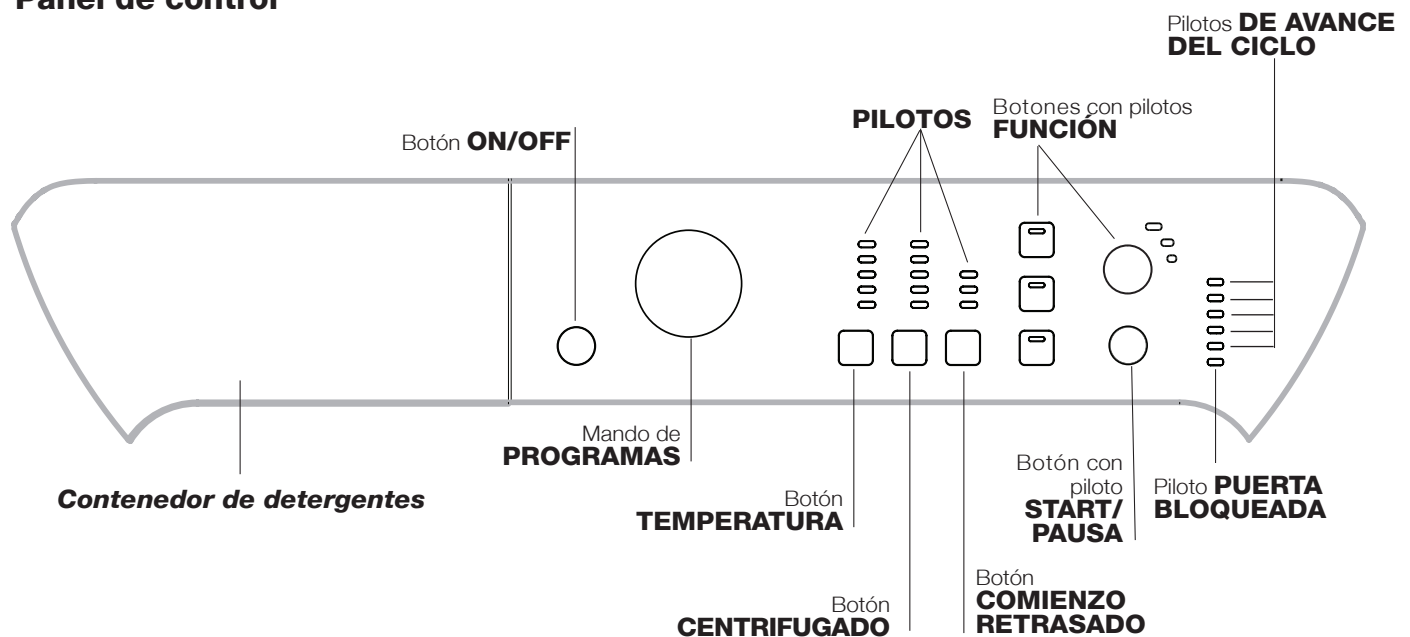 Panel de control
Pilotos DE AVANCE
DEL CICLO
PILOTOS
Botones con pilotos
FUNCIÓN
Botón ON/OFF
Mando de
PROGRAMAS
Contenedor de detergentes
Botón
TEMPERATURA
Botón con
piloto
START/
PAUSA
Piloto PUERTA
BLOQUEADA
Botón
CENTRIFUGADO
Botón
COMIENZO
RETRASADO